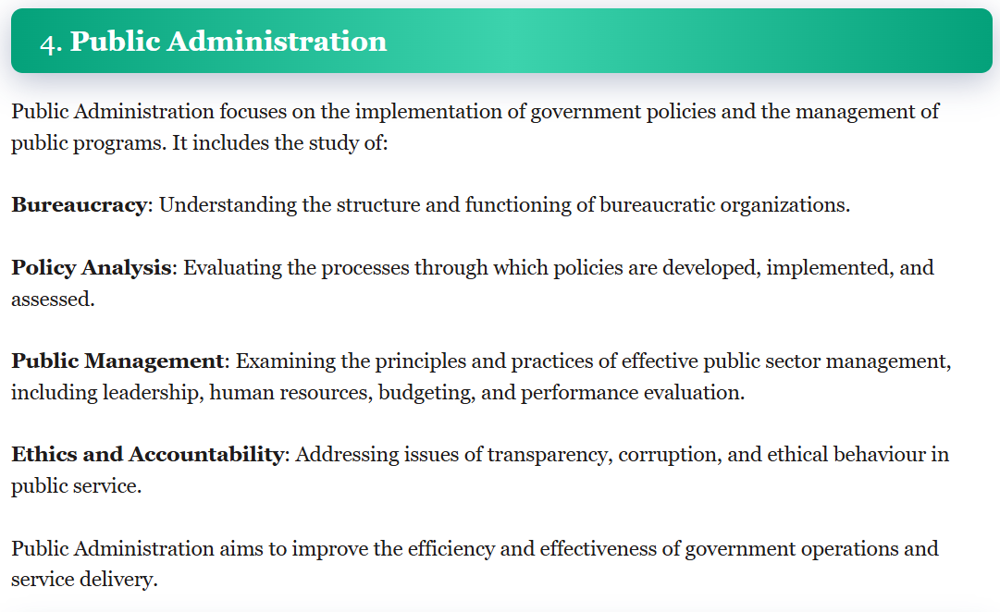 4. Public Administration
Public Administration focuses on the implementation of government policies and the management of
public programs. It includes the study of:
Bureaucracy: Understanding the structure and functioning of bureaucratic organizations.
Policy Analysis: Evaluating the processes through which policies are developed, implemented, and
assessed.
Public Management: Examining the principles and practices of effective public sector management,
including leadership, human resources, budgeting, and performance evaluation.
Ethics and Accountability: Addressing issues of transparency, corruption, and ethical behaviour in
public service.
Public Administration aims to improve the efficiency and effectiveness of government operations and
service delivery.